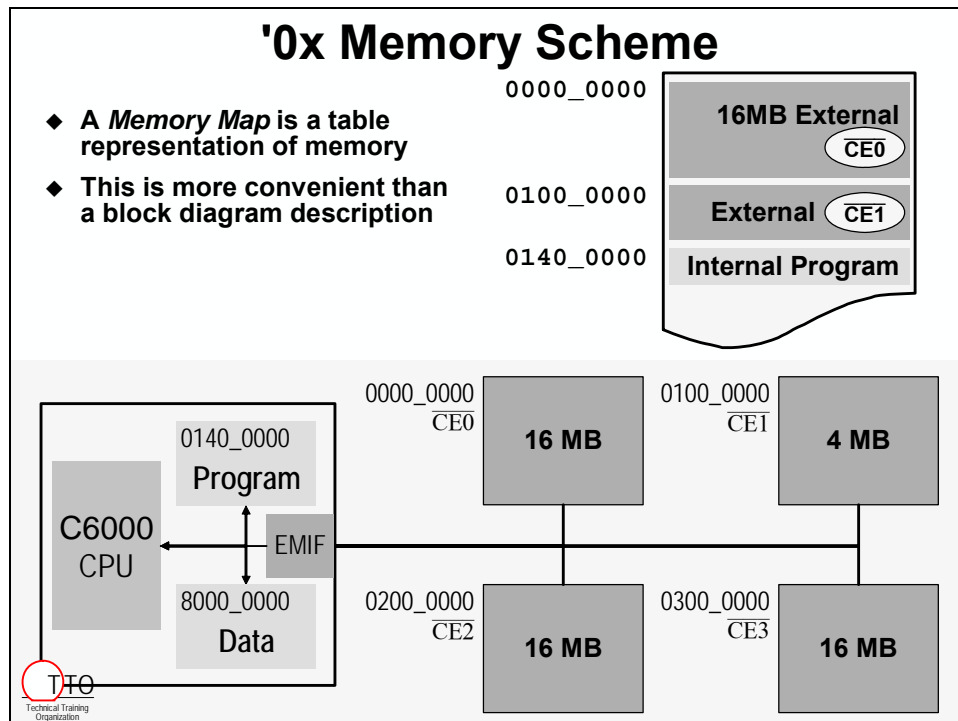 '0x Memory Scheme
◆ A Memory Map is a table
representation of memory
◆ This is more convenient than
a block diagram description
0000_0000
16MB External
CE0
0100_0000
External CE1
0140_0000
Internal Program
C6000
CPU
0140_0000
Program
EMIF
8000_0000
Data
0000_0000
CE0
16 MB
0100_0000
CE1
4 MB
0200_0000
CE2
16 MB
0300_0000
CE3
16 MB
TTO
Technical Training
Organization